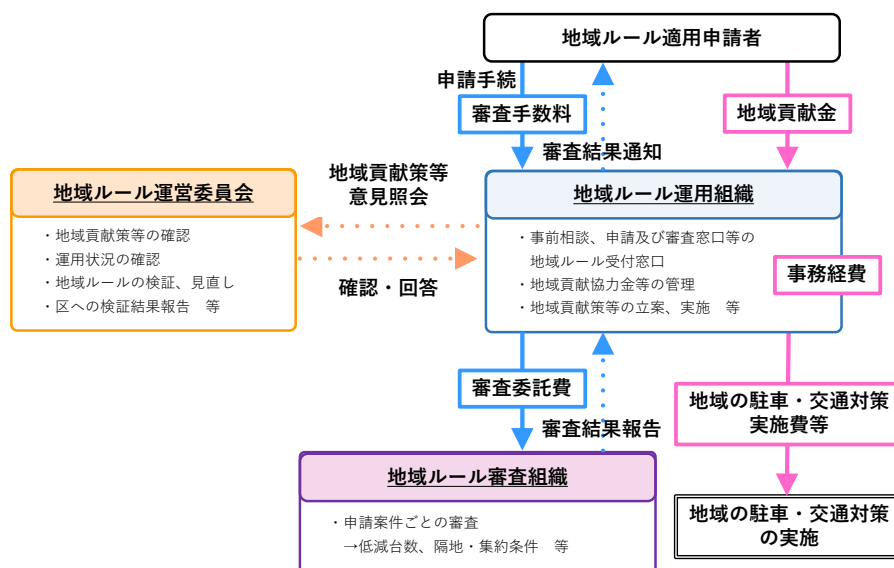 地域ルール適用申請者
申請手続
審査手数料
地域貢献金
審査結果通知
地域貢献策等
意見照会
地域ルール運営委員会
・地域貢献策等の確認
・運用状況の確認
・地域ルールの検証、見直し
・区への検証結果報告　等
確認・回答
地域ルール運用組織
・事前相談、申請及び審査窓口等の
地域ルール受付窓口
・地域貢献協力金等の管理
・地域貢献策等の立案、実施　等
事務経費
審査委託費
審査結果報告
地域の駐車・交通対策
実施費等
地域ルール審査組織
・申請案件ごとの審査
→低減台数、隔地・集約条件　等
地域の駐車・交通対策
の実施